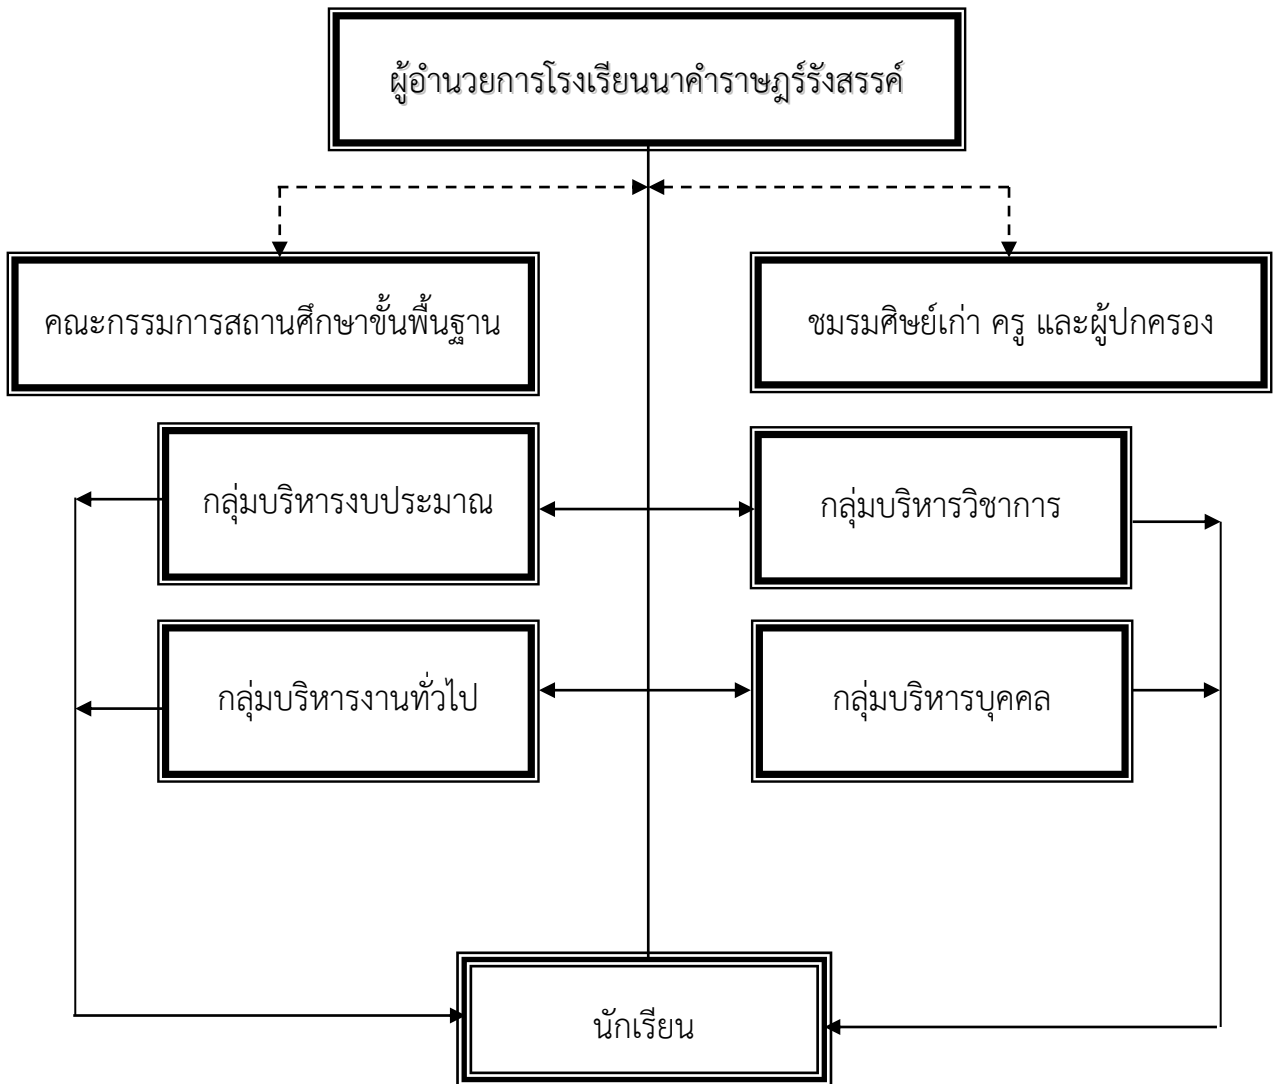 ผู้อำนวยการโรงเรียนนาคำราษฎร์รังสรรค์
คณะกรรมการสถานศึกษาขั้นพื้นฐาน
ชมรมศิษย์เก่า ครู และผู้ปกครอง
กลุ่มบริหารงบประมาณ
กลุ่มบริหารวิชาการ
กลุ่มบริหารงานทั่วไป
กลุ่มบริหารบุคคล
นักเรียน